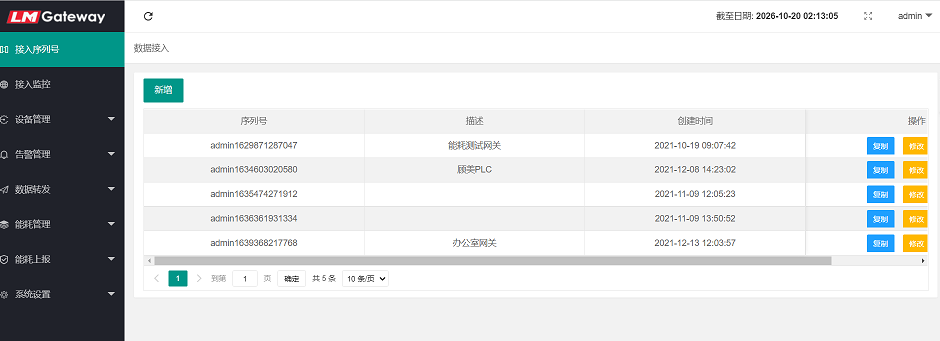 LM Gateway
截至日期: 2026-10-20 02:13:05
admin
接入序列号
接入监控
设备管理
告警管理
数据转发
能耗管理
能耗上报
系统设置
数据接入
新增
序列号 描述 创建时间 操作
admin1629871287047 能耗测试网关 2021-10-19 09:07:42 复制 修改
admin1634603020580 顾美PLC 2021-12-08 14:23:02 复制 修改
admin1635474271912 2021-11-09 12:05:23 复制 修改
admin1636361931334 2021-11-09 13:50:52 复制 修改
admin1639368217768 办公室网关 2021-12-13 12:03:57 复制 修改
1 到第 1 页 确定 共 5 条 10 条/页